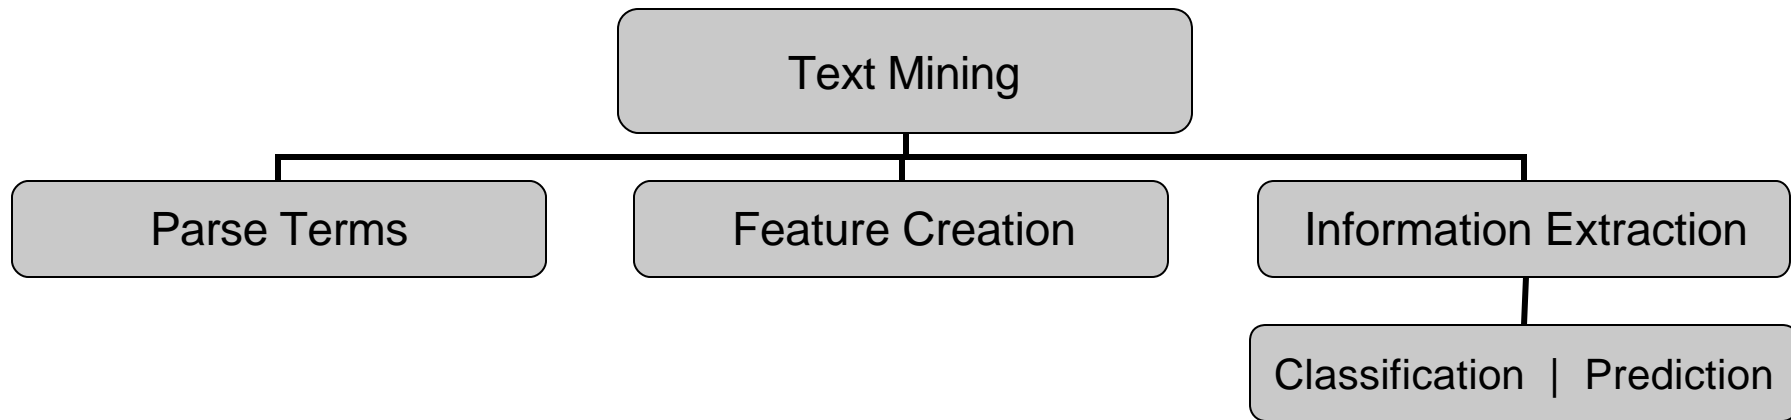 Text Mining
Parse Terms
Feature Creation
Information Extraction
Classification | Prediction